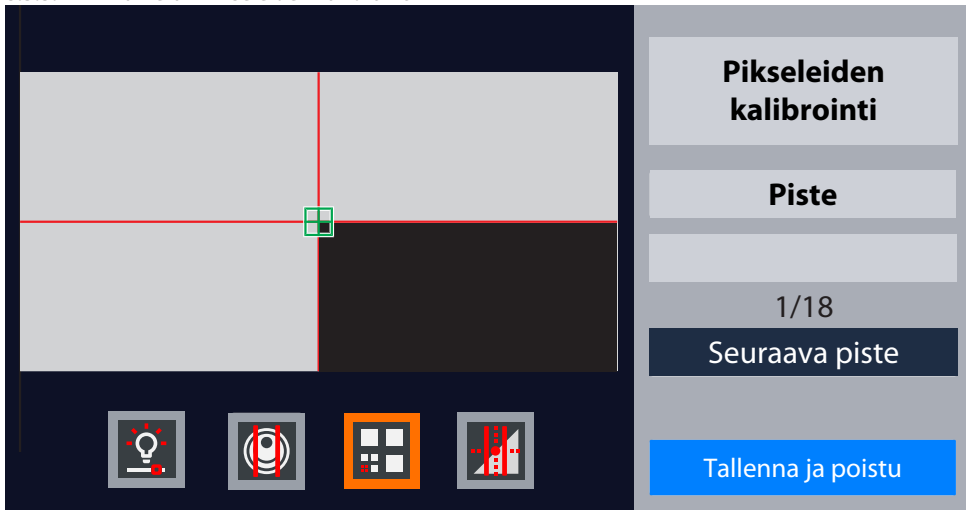 Pikseleiden
kalibrointi
Piste
1/18
Seuraava piste
Tallenna ja poistu